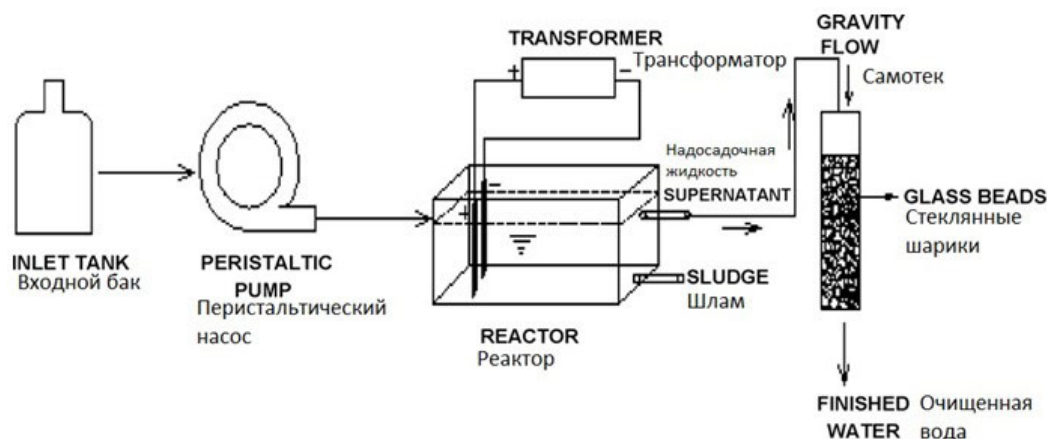 INLET TANK
Входной бак
PERISTALTIC
PUMP
Перистальтический
насос
TRANSFORMER
Трансформатор
+
−
−
+
REACTOR
Реактор
Надосадочная
жидкость
SUPERNATANT
SLUDGE
Шлам
GRAVITY
FLOW
Самотек
GLASS BEADS
Стеклянные
шарики
FINISHED Очищенная
WATER вода